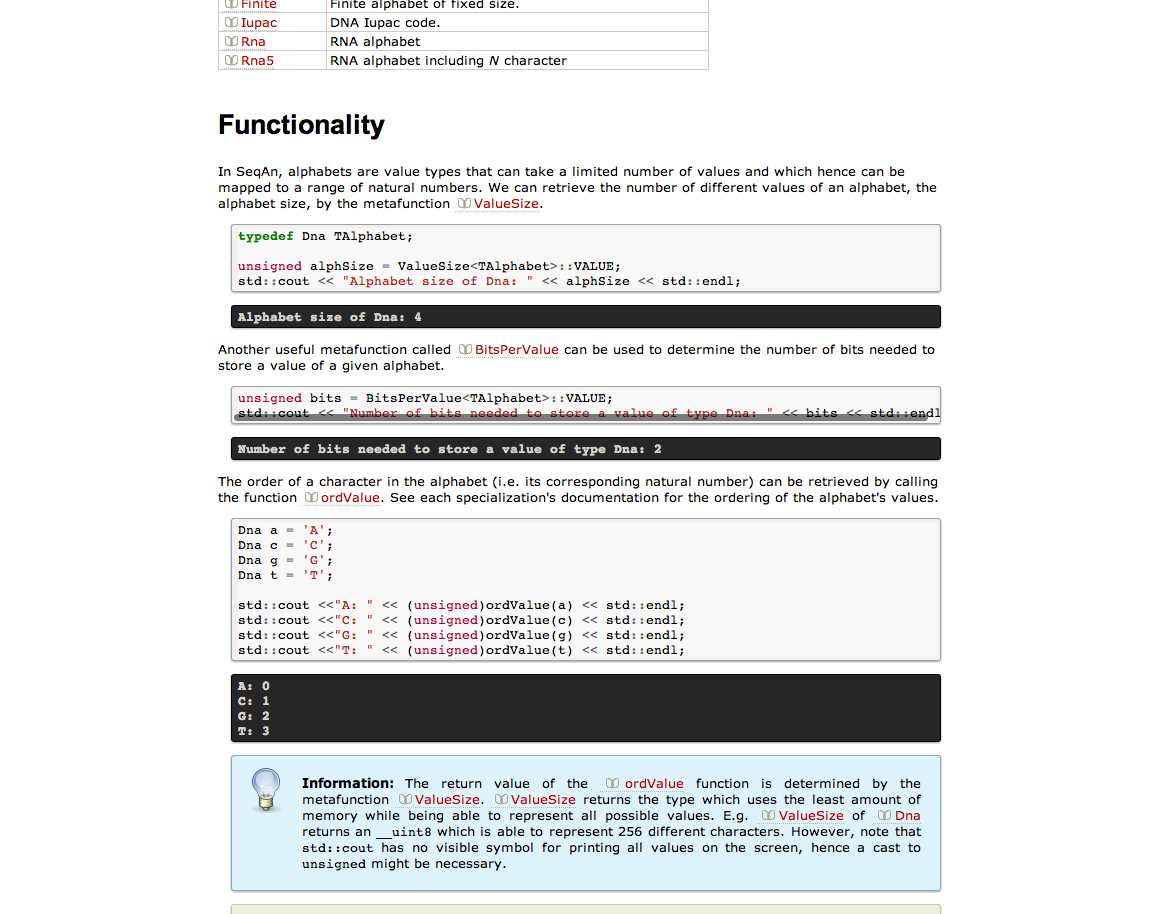 Finite Finite alphabet of fixed size.
Iupac DNA Iupac code.
Rna RNA alphabet
Rna5 RNA alphabet including N character
Functionality
In SeqAn, alphabets are value types that can take a limited number of values and which hence can be
mapped to a range of natural numbers. We can retrieve the number of different values of an alphabet, the
alphabet size, by the metafunction ValueSize.
typedef Dna TAlphabet;
unsigned alphSize = ValueSize<TAlphabet>::VALUE;
std::cout << "Alphabet size of Dna: " << alphSize << std::endl;
Alphabet size of Dna: 4
Another useful metafunction called BitsPerValue can be used to determine the number of bits needed to
store a value of a given alphabet.
unsigned bits = BitsPerValue<TAlphabet>::VALUE;
std::cout << "Number of bits needed to store a value of type Dna: " << bits << std::endl
Number of bits needed to store a value of type Dna: 2
The order of a character in the alphabet (i.e. its corresponding natural number) can be retrieved by calling
the function ordValue. See each specialization's documentation for the ordering of the alphabet's values.
Dna a = 'A';
Dna c = 'C';
Dna g = 'G';
Dna t = 'T';
std::cout <<"A: " << (unsigned)ordValue(a) << std::endl;
std::cout <<"C: " << (unsigned)ordValue(c) << std::endl;
std::cout <<"G: " << (unsigned)ordValue(g) << std::endl;
std::cout <<"T: " << (unsigned)ordValue(t) << std::endl;
A: 0
C: 1
G: 2
T: 3
Information: The return value of the ordValue function is determined by the
metafunction ValueSize. ValueSize returns the type which uses the least amount of
memory while being able to represent all possible values. E.g. ValueSize of Dna
returns an __uint8 which is able to represent 256 different characters. However, note that
std::cout has no visible symbol for printing all values on the screen, hence a cast to
unsigned might be necessary.